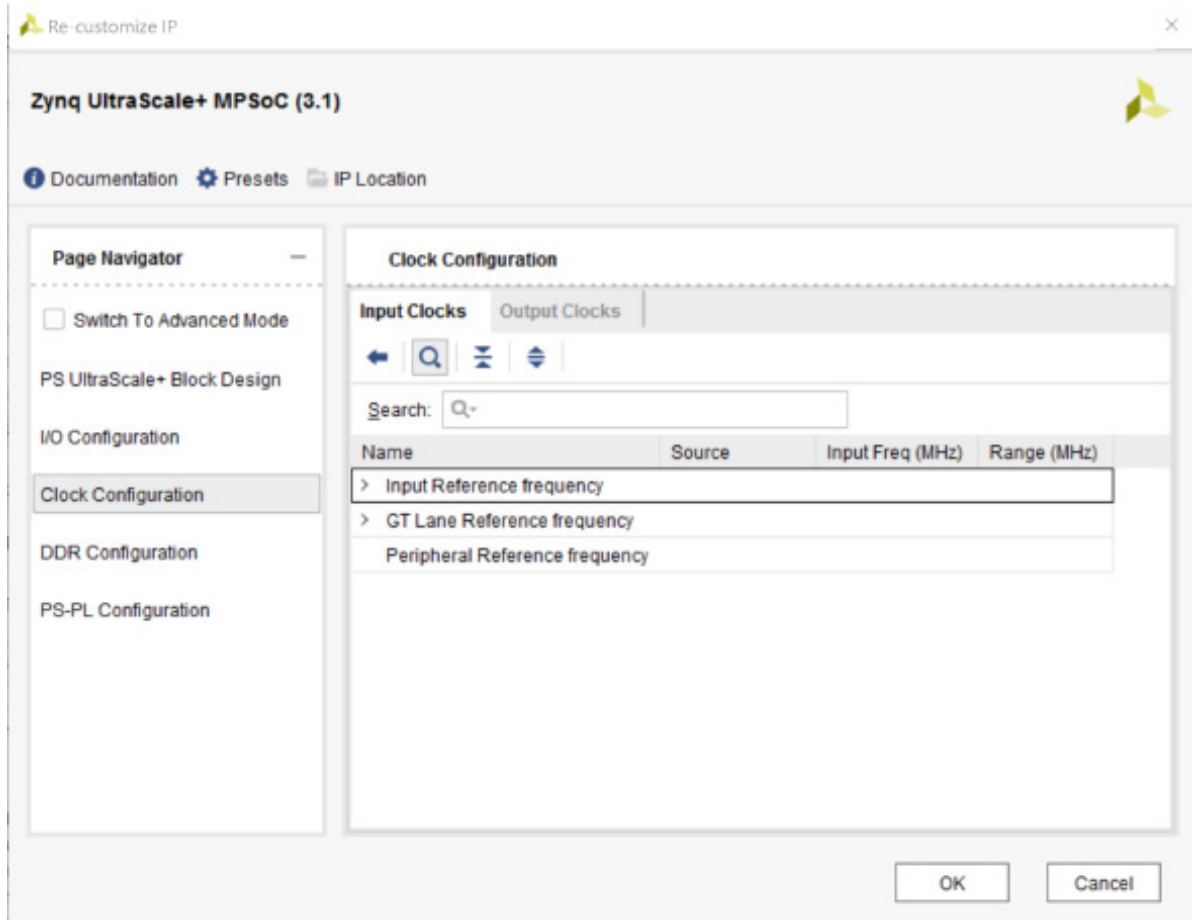 Re-customize IP
Zynq UltraScale+ MPSoC (3.1)
Documentation Presets IP Location
Page Navigator
Switch To Advanced Mode
PS UltraScale+ Block Design
I/O Configuration
Clock Configuration
DDR Configuration
PS-PL Configuration
Clock Configuration
Input Clocks Output Clocks
Search:
Name Source Input Freq (MHz) Range (MHz)
Input Reference frequency
GT Lane Reference frequency
Peripheral Reference frequency
OK Cancel